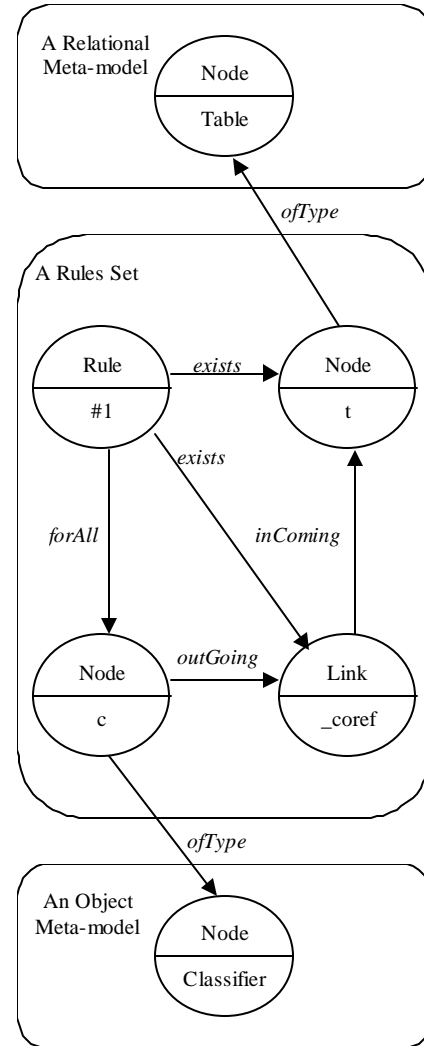 A Relational
Meta-model
Node
Table
ofType
A Rules Set
Rule
#1
exists
Node
t
exists
forAll
inComing
Node
c
outGoing
Link
_coref
ofType
An Object
Meta-model
Node
Classifier